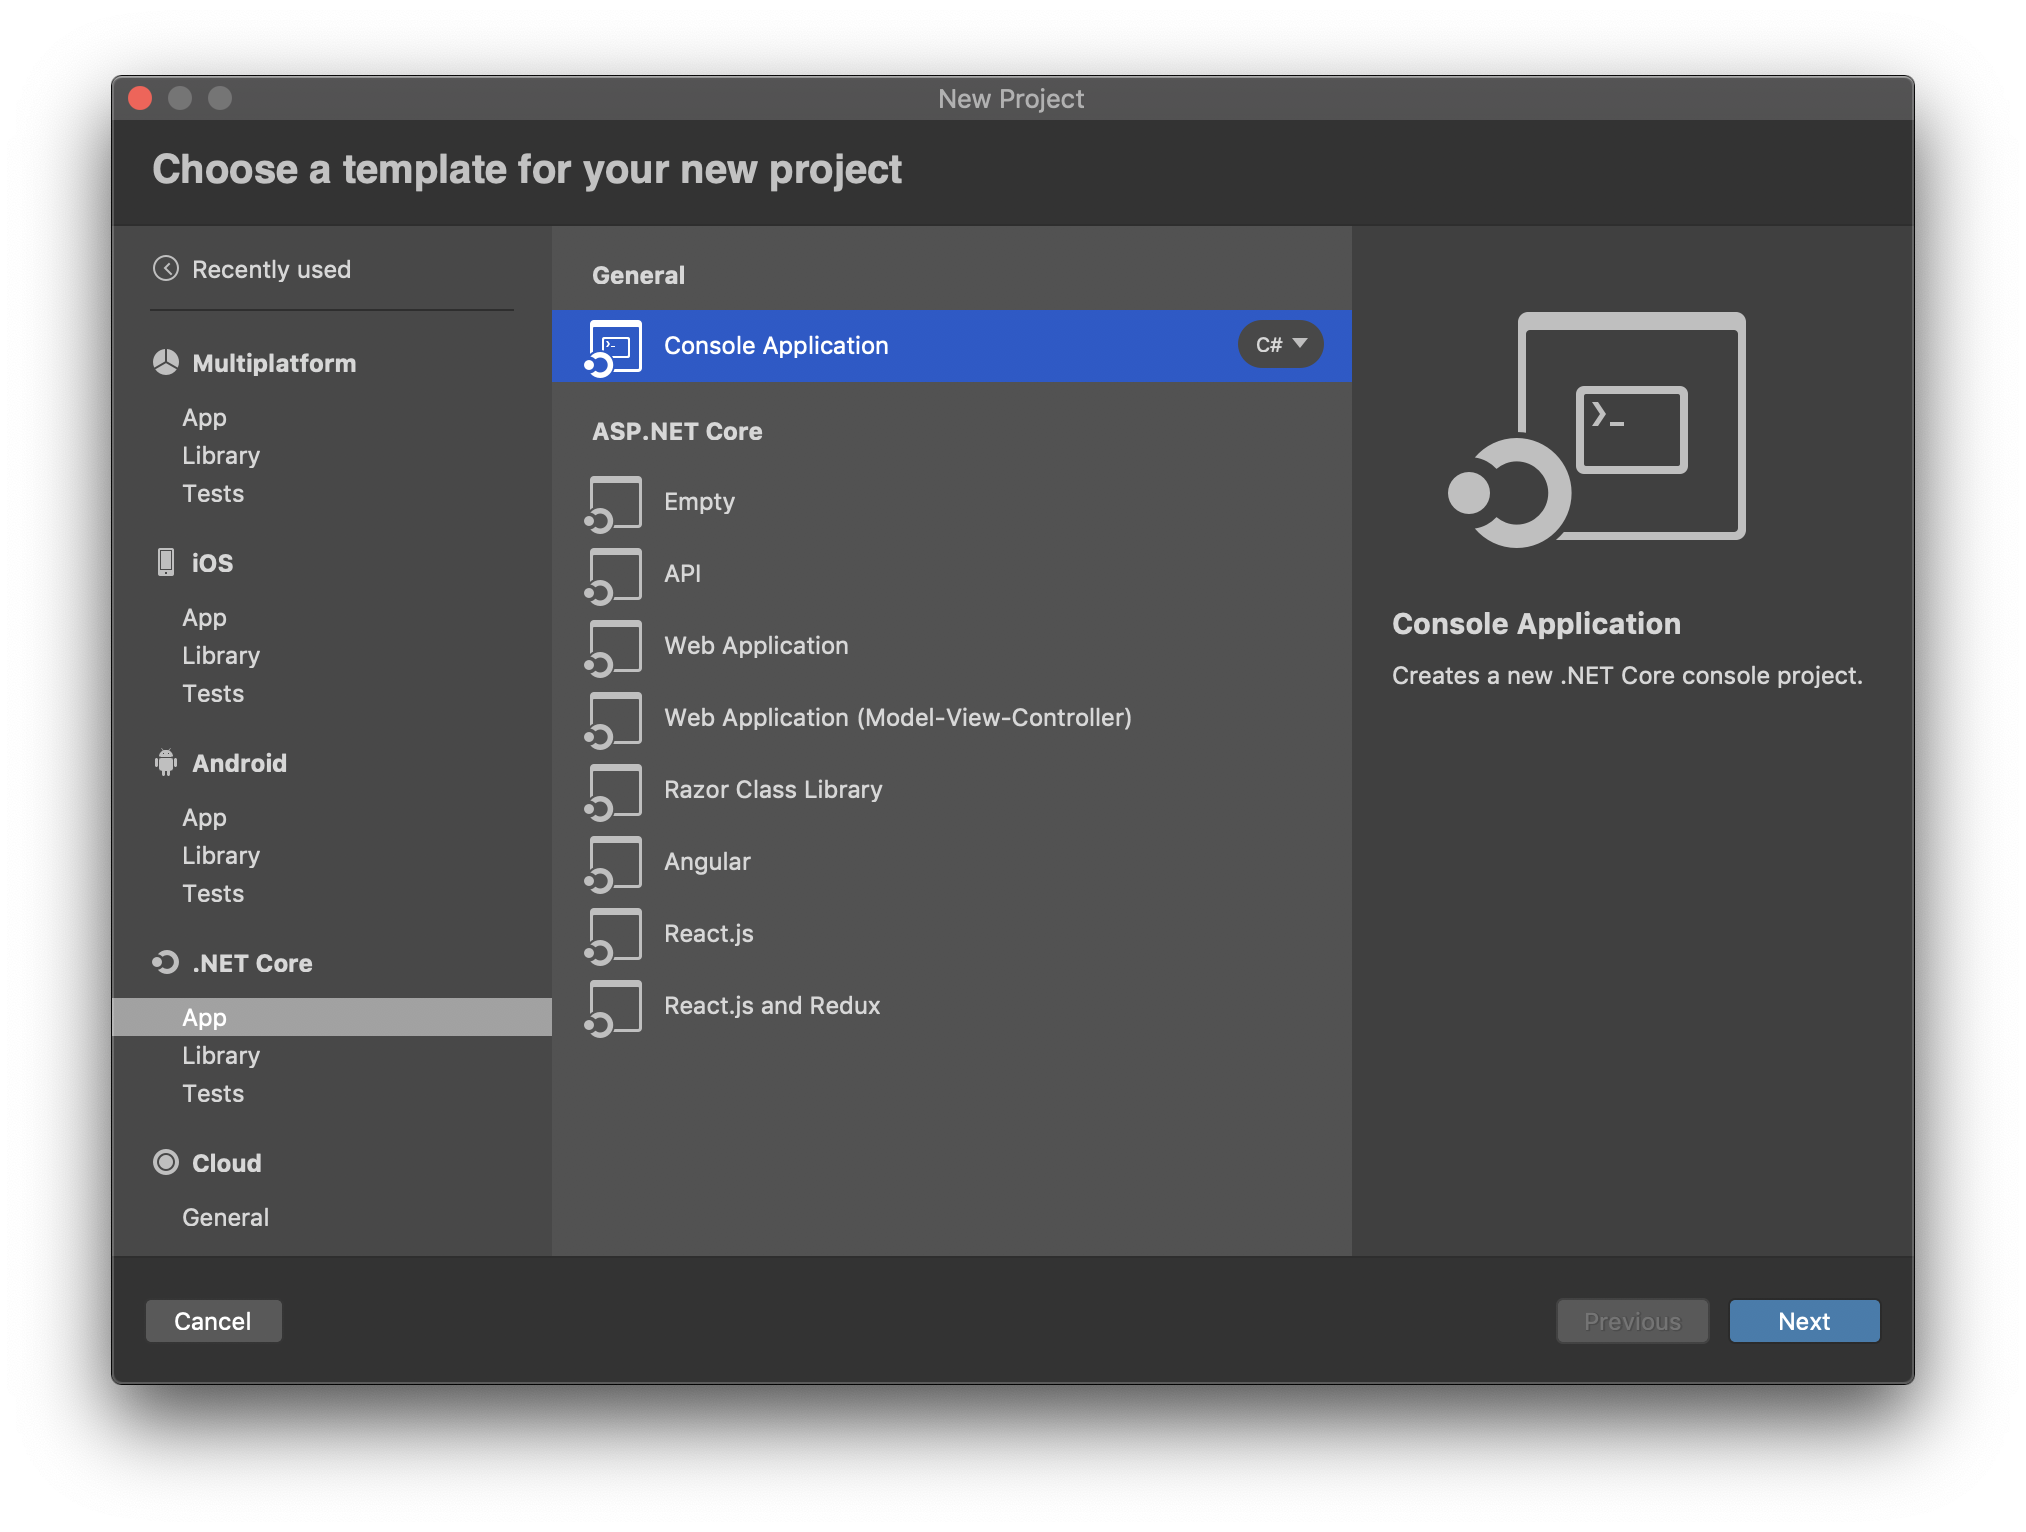 New Project
Choose a template for your new project
Recently used
Multiplatform
App
Library
Tests
iOS
App
Library
Tests
Android
App
Library
Tests
.NET Core
App
Library
Tests
Cloud
General
General
Console Application C#
ASP.NET Core
Empty
API
Web Application
Web Application (Model-View-Controller)
Razor Class Library
Angular
React.js
React.js and Redux
Console Application
Creates a new .NET Core console project.
Cancel
Previous
Next